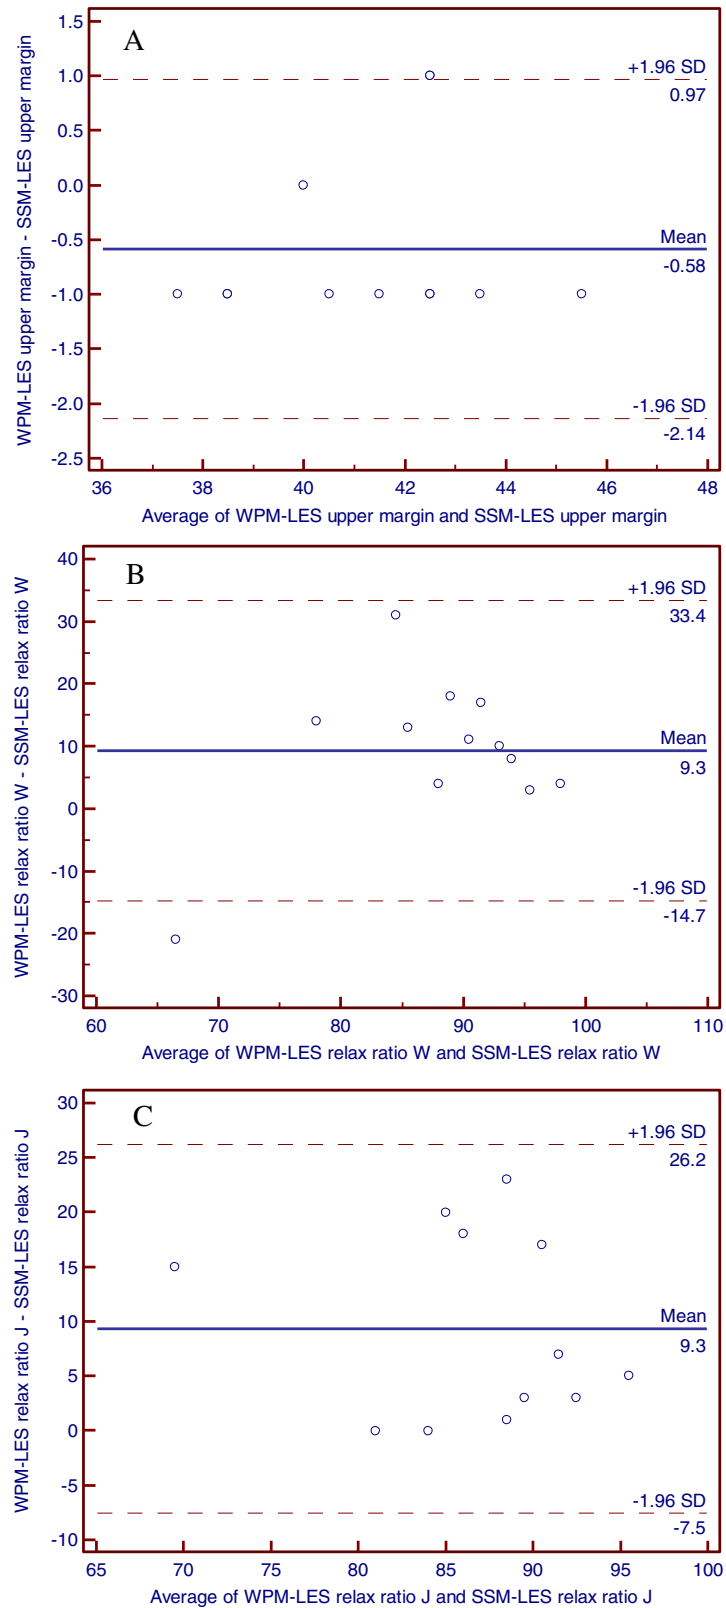 A
WPM-LES upper margin - SSM-LES upper margin
1.5
1.0
0.5
0.0
-0.5
-1.0
-1.5
-2.0
-2.5
+1.96 SD
0.97
Mean
-0.58
-1.96 SD
-2.14
36 38 40 42 44 46 48
Average of WPM-LES upper margin and SSM-LES upper margin
B
WPM-LES relax ratio W - SSM-LES relax ratio W
40
30
20
10
0
-10
-20
-30
+1.96 SD
33.4
Mean
9.3
-1.96 SD
-14.7
60 70 80 90 100 110
Average of WPM-LES relax ratio W and SSM-LES relax ratio W
C
WPM-LES relax ratio J - SSM-LES relax ratio J
30
25
20
15
10
5
0
-5
-10
+1.96 SD
26.2
Mean
9.3
-1.96 SD
-7.5
65 70 75 80 85 90 95 100
Average of WPM-LES relax ratio J and SSM-LES relax ratio J